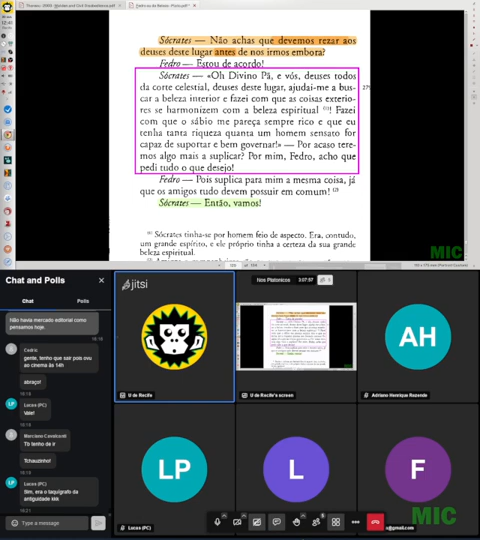 Sócrates — Não achas que devemos rezar aos
deuses deste lugar antes de nos irmos embora?
Fedro — Estou de acordo!
Sócrates — «Oh Divino Pã, e vós, deuses todos
da corte celestial, deuses deste lugar, ajudai-me a bus-
car a beleza interior e fazei com que as coisas exterio-
res se harmonizem com a beleza espiritual (1)! Fazei
com que o sábio me pareça sempre rico e que eu
tenha tanta riqueza quanta um homem sensato for
capaz de suportar e bem governar!» — Por acaso tere-
mos algo mais a suplicar? Por mim, Fedro, acho que
pedi tudo o que desejo!
Fedro — Pois suplica para mim a mesma coisa, já
que os amigos tudo devem possuir em comum! (2)
Sócrates — Então, vamos!
(1) Sócrates tinha-se por homem feio de aspecto. Era, contudo,
um grande espírito, e ele próprio tinha a certeza da sua grande
beleza espiritual.
MIC
Chat and Polls
Chat
Polls
Não havia mercado editorial como
pensamos hoje.
Cedric
gente, tenho que sair pois vou
ao cinema às 14h
abraço!
LP
Lucas (PC)
Vale!
Marciano Cavalcanti
Tb tenho de ir
Tchauzinho!
LP
Lucas (PC)
Sim, era o taquígrafo da
antiguidade kkk
Type a message
jitsi
Nos Platônicos
3:07:57
U de Recife
U de Recife's screen
AH
Adriano Henrique Rezende
LP
L
F
Lucas (PC)
@gmail.com
MIC